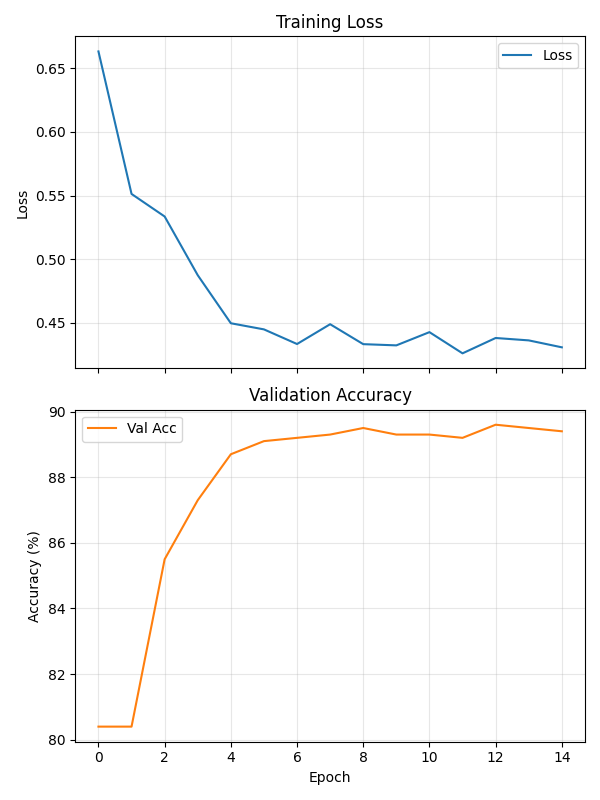 Training Loss
Loss
0.65
0.60
0.55
0.50
0.45
Loss
Validation Accuracy
Val Acc
90
88
86
84
82
80
Accuracy (%)
0 2 4 6 8 10 12 14
Epoch